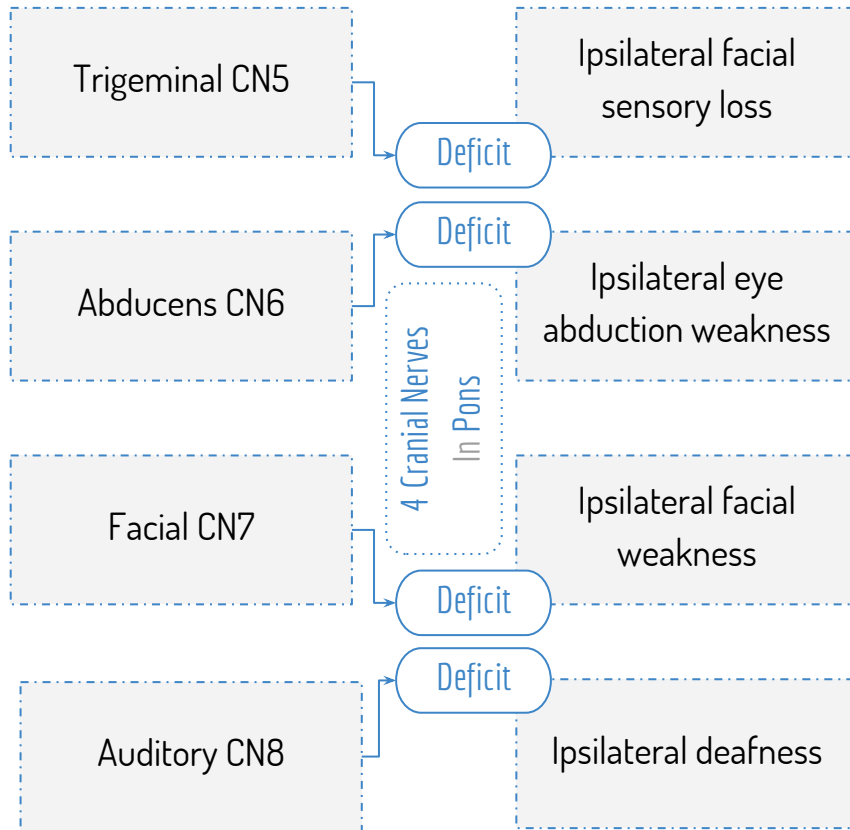 Trigeminal CN5
Deficit
Ipsilateral facial
sensory loss
Abducens CN6
Deficit
Ipsilateral eye
abduction weakness
4 Cranial Nerves
In Pons
Facial CN7
Deficit
Ipsilateral facial
weakness
Auditory CN8
Deficit
Ipsilateral deafness